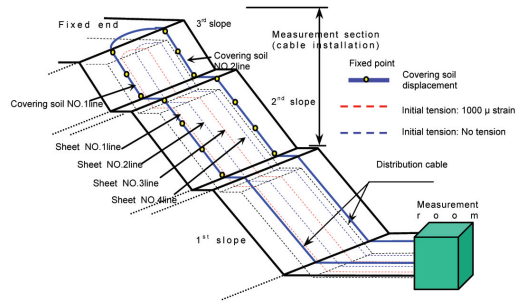 Fixed end
3rd slope
Measurement section
(cable installation)
Covering soil
NO.2line
Fixed point
Covering soil
displacement
Covering soil NO.1line
2nd slope
Initial tension: 1000 μ strain
Initial tension: No tension
Sheet NO.1line
Sheet NO.2line
Sheet NO.3line
Sheet NO.4line
Distribution cable
Measurement
room
1st slope